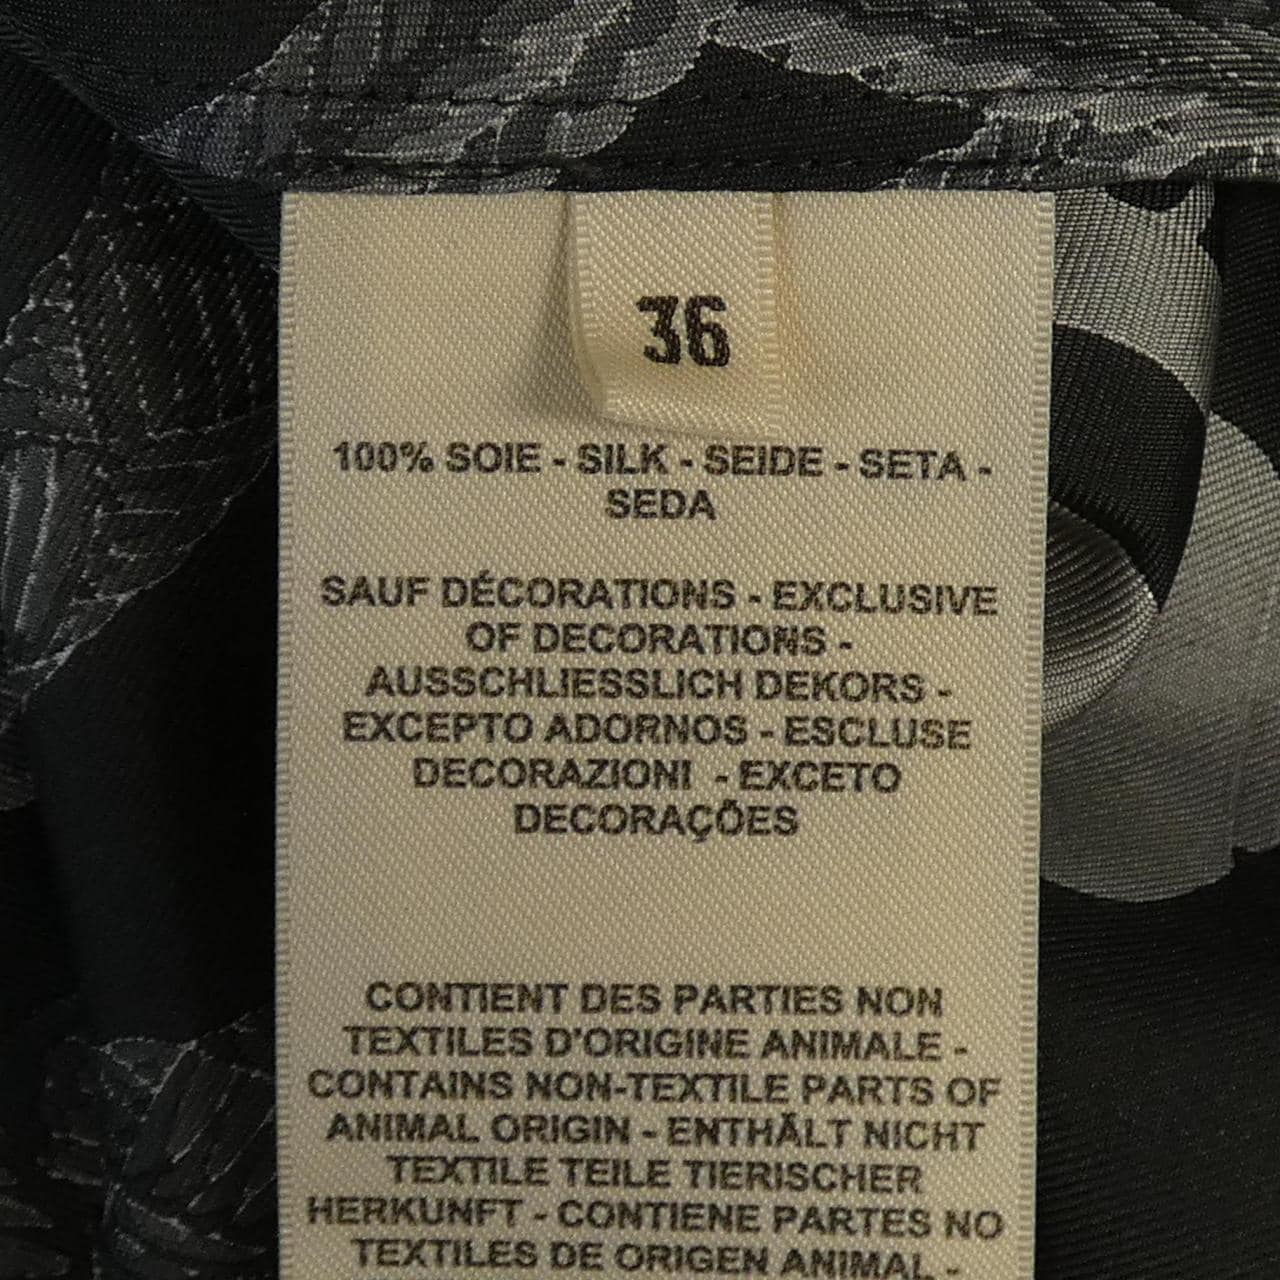 36
100% SOIE - SILK - SEIDE - SETA -
SEDA
SAUF DÉCORATIONS - EXCLUSIVE
OF DECORATIONS -
AUSSCHLIESSLICH DEKORS -
EXCEPTO ADORNOS - ESCLUSE
DECORAZIONI - EXCETO
DECORAÇÕES
CONTIENT DES PARTIES NON
TEXTILES D'ORIGINE ANIMALE -
CONTAINS NON-TEXTILE PARTS OF
ANIMAL ORIGIN - ENTHÄLT NICHT
TEXTILE TEILE TIERISCHER
HERKUNFT - CONTIENE PARTES NO
TEXTILES DE ORIGEN ANIMAL -